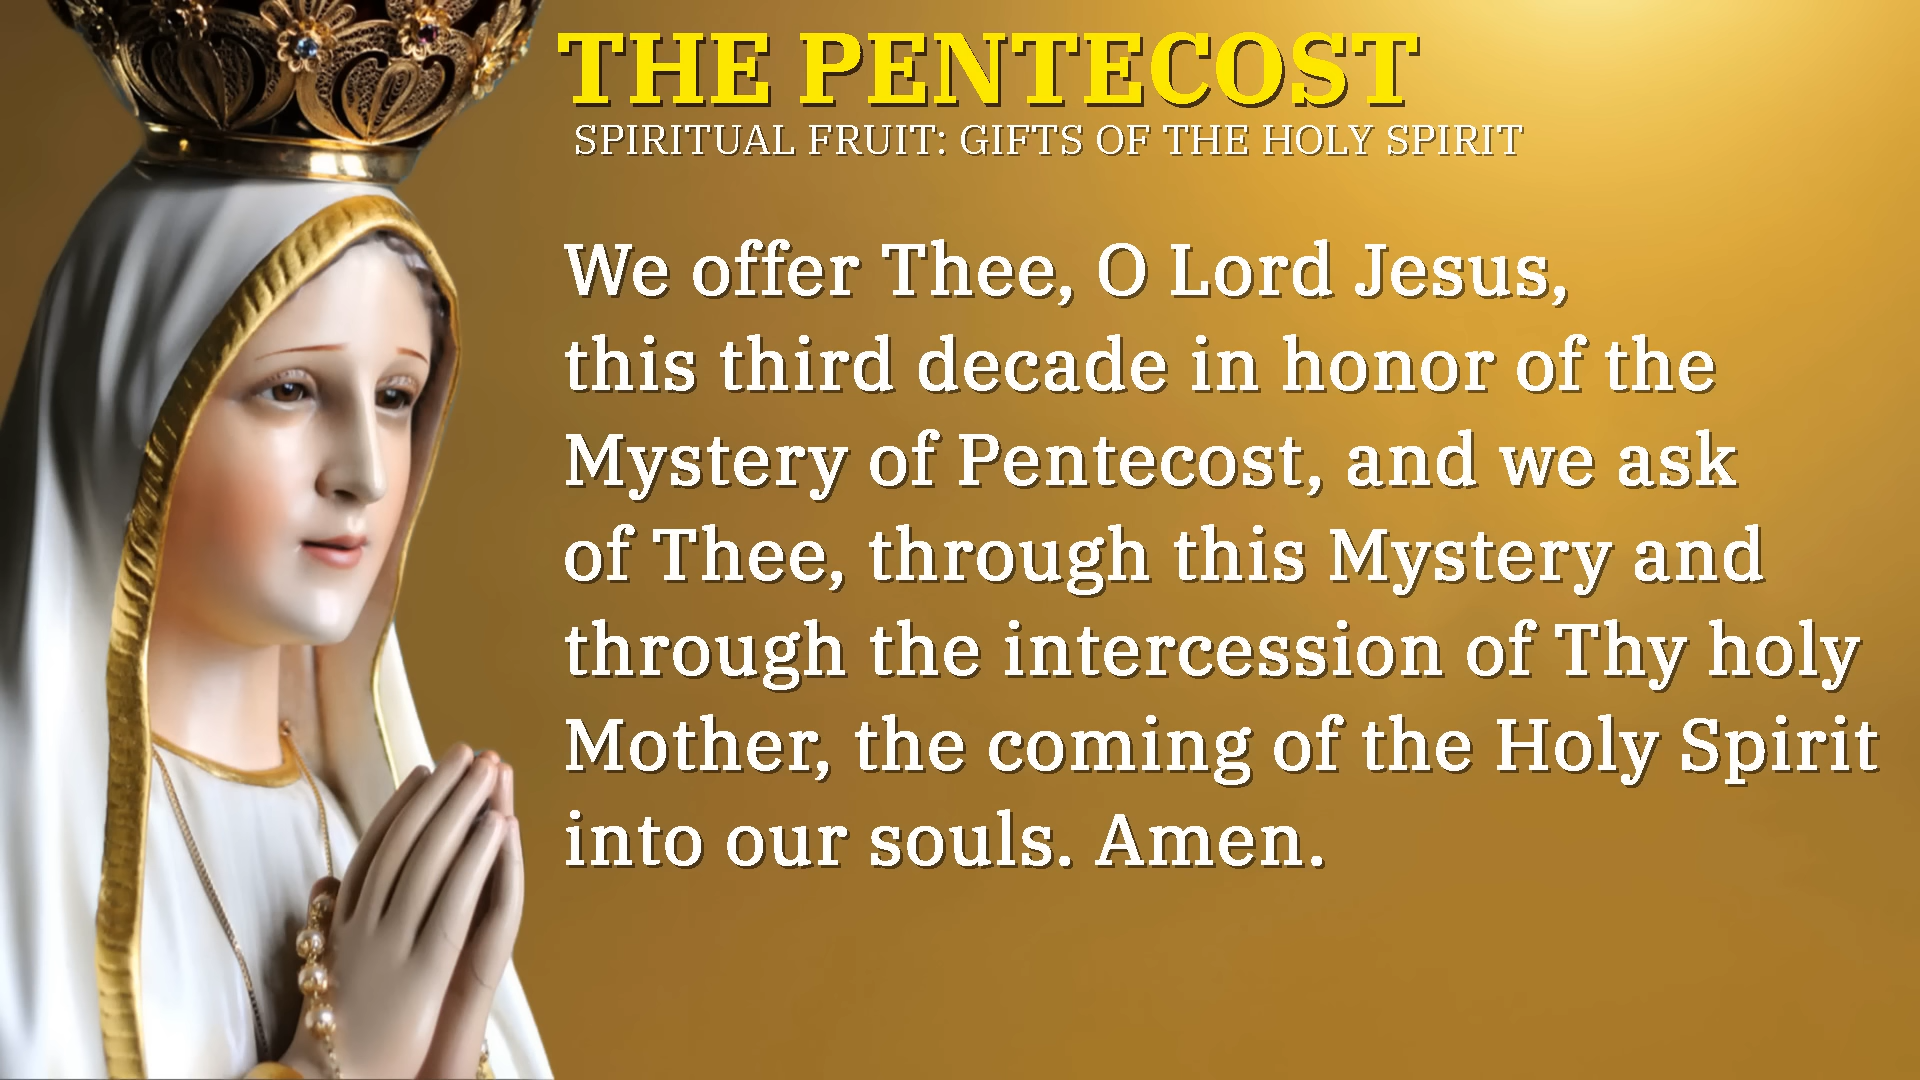 THE PENTECOST
SPIRITUAL FRUIT: GIFTS OF THE HOLY SPIRIT
We offer Thee, O Lord Jesus,
this third decade in honor of the
Mystery of Pentecost, and we ask
of Thee, through this Mystery and
through the intercession of Thy holy
Mother, the coming of the Holy Spirit
into our souls. Amen.